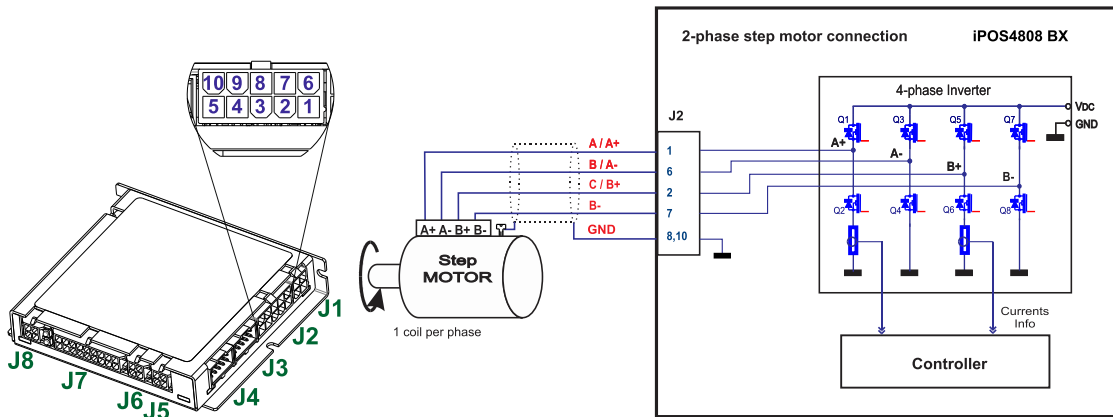 10 9 8 7 6
5 4 3 2 1
J1
J2
J3
J4
J5
J6
J7
J8
2-phase step motor connection iPOS4808 BX
4-phase Inverter
Q1 Q3 Q5 Q7
VDC
GND
A+
A-
B+
B-
Q2 Q4 Q6 Q8
Currents
Info
Controller
J2
A / A+ 1
B / A- 6
C / B+ 2
B- 7
GND 8,10
A+ A- B+ B-
Step
MOTOR
1 coil per phase